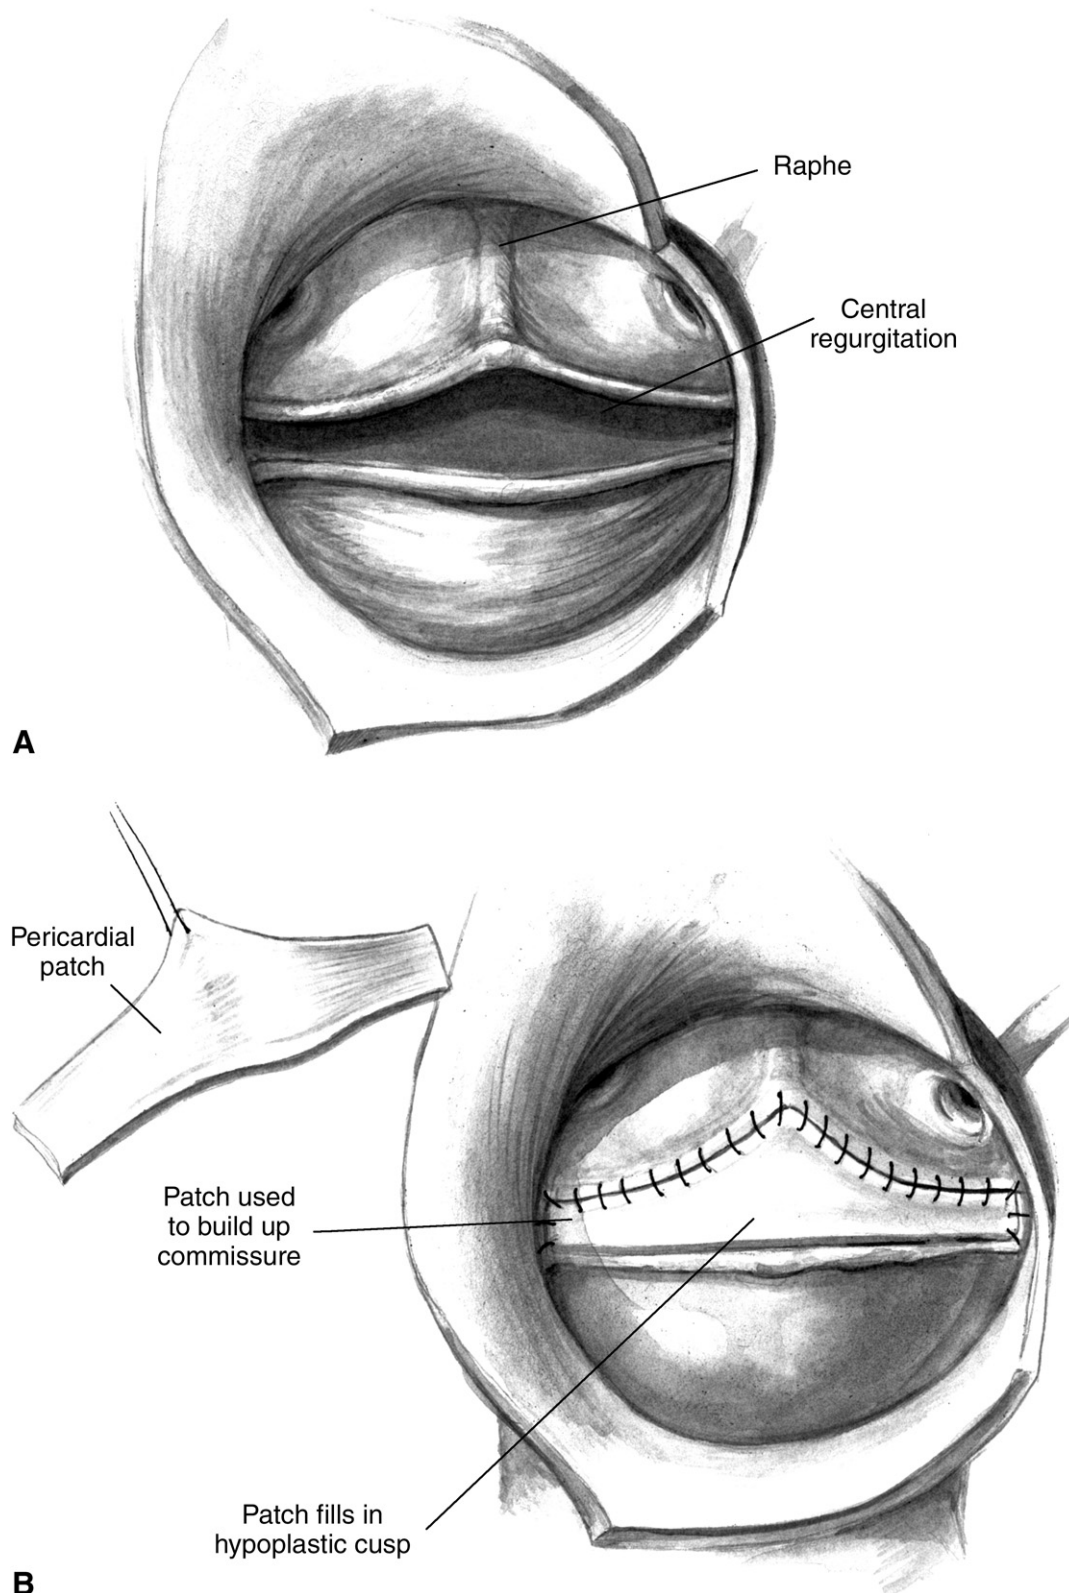 Raphe
Central
regurgitation
A
Pericardial
patch
Patch used
to build up
commissure
Patch fills in
hypoplastic cusp
B